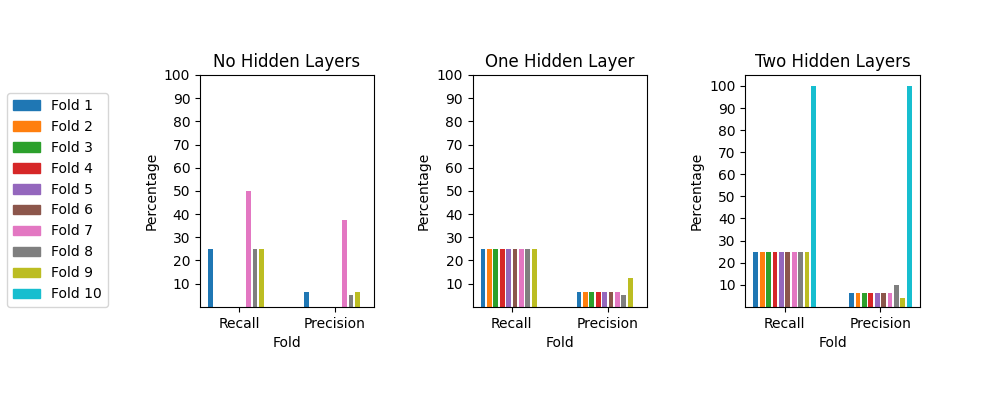 Fold 1
Fold 2
Fold 3
Fold 4
Fold 5
Fold 6
Fold 7
Fold 8
Fold 9
Fold 10
No Hidden Layers
100
90
80
70
60
50
40
30
20
10
Percentage
Recall Precision
Fold
One Hidden Layer
100
90
80
70
60
50
40
30
20
10
Percentage
Recall Precision
Fold
Two Hidden Layers
100
90
80
70
60
50
40
30
20
10
Percentage
Recall Precision
Fold